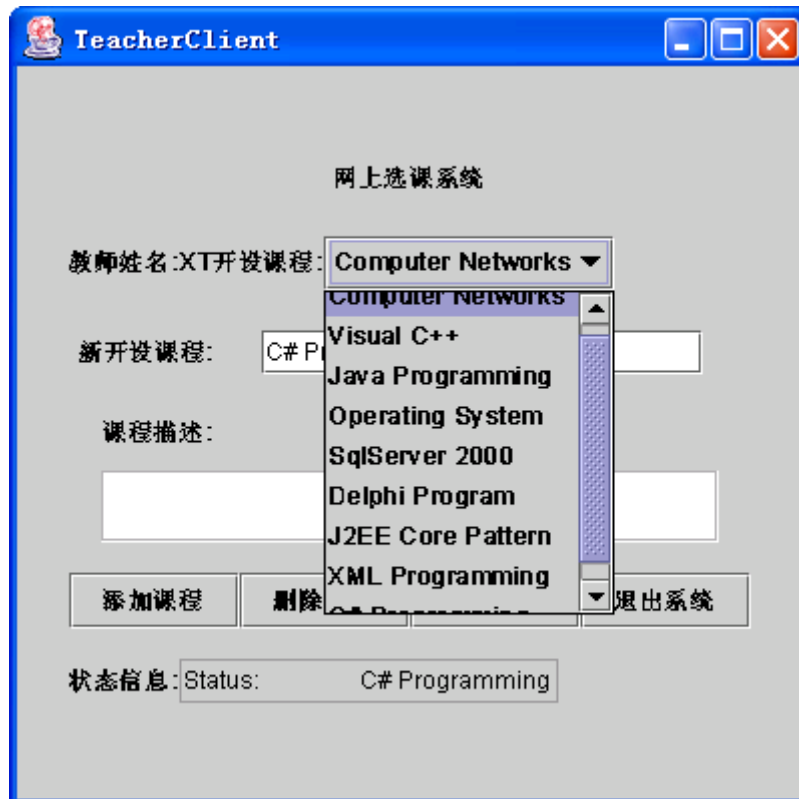 TeacherClient
网上选课系统
教师姓名:XT开设课程: Computer Networks
Computer Networks
Visual C++
新开设课程: C# P
Java Programming
Operating System
课程描述:
SqlServer 2000
Delphi Program
J2EE Core Pattern
XML Programming
添加课程 删除 退出系统
C# Programming
状态信息: Status: C# Programming